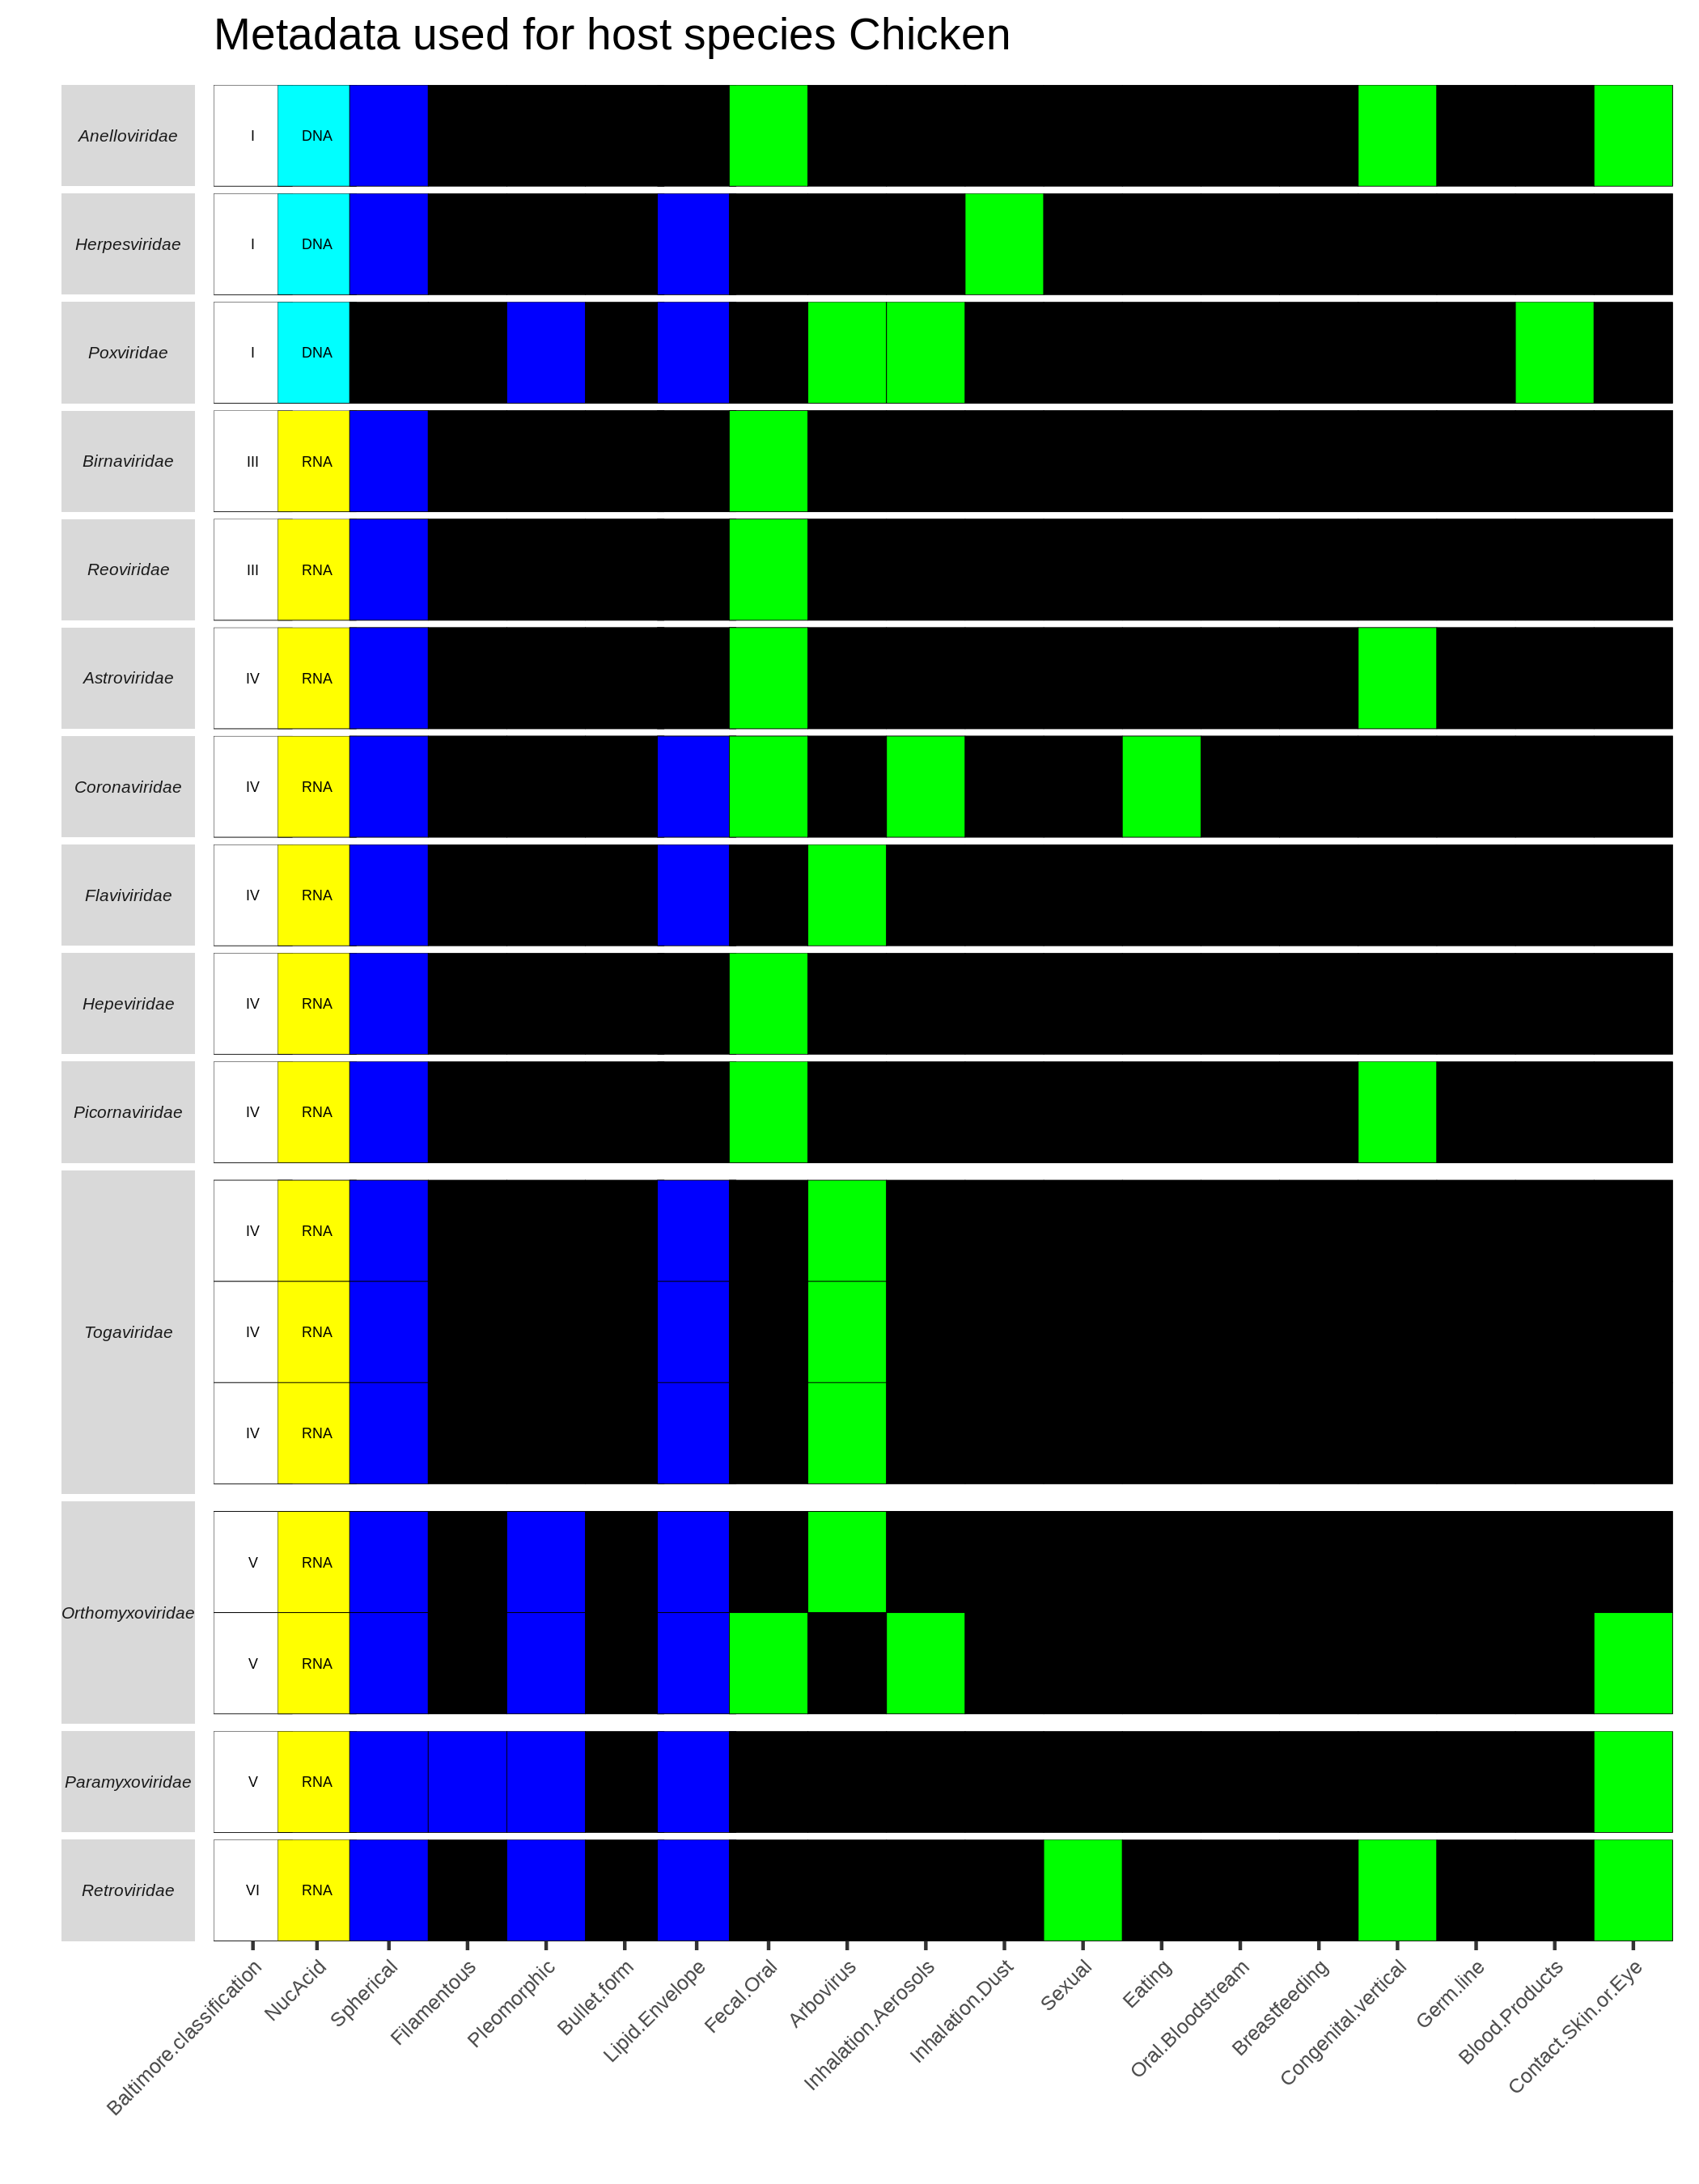 Metadata used for host species Chicken
Anelloviridae I DNA
Herpesviridae I DNA
Poxviridae I DNA
Birnaviridae III RNA
Reoviridae III RNA
Astroviridae IV RNA
Coronaviridae IV RNA
Flaviviridae IV RNA
Hepeviridae IV RNA
Picornaviridae IV RNA
IV RNA
Togaviridae IV RNA
IV RNA
V RNA
Orthomyxoviridae
V RNA
Paramyxoviridae V RNA
Retroviridae VI RNA
Baltimore.classification
NucAcid
Spherical
Filamentous
Pleomorphic
Bullet.form
Lipid.Envelope
Fecal.Oral
Arbovirus
Inhalation.Aerosols
Inhalation.Dust
Sexual
Eating
Oral.Bloodstream
Breastfeeding
Congenital.vertical
Germ.line
Blood.Products
Contact.Skin.or.Eye